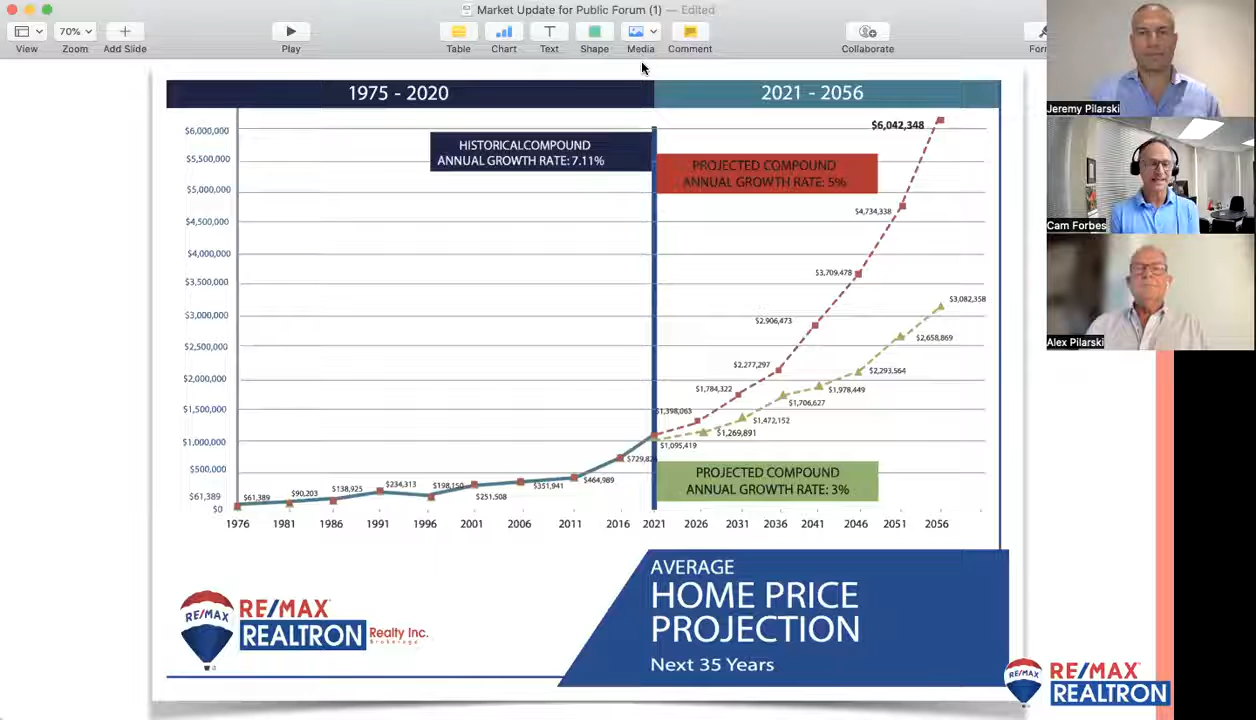 Market Update for Public Forum (1) — Edited
70%
View
Zoom
Add Slide
Play
Table
Chart
Text
Shape
Media
Comment
Collaborate
Jeremy Pilarski
Cam Forbes
Alex Pilarski
1975 - 2020
2021 - 2056
HISTORICALCOMPOUND
ANNUAL GROWTH RATE: 7.11%
PROJECTED COMPOUND
ANNUAL GROWTH RATE: 5%
$6,000,000
$5,500,000
$5,000,000
$4,500,000
$4,000,000
$3,500,000
$3,000,000
$2,500,000
$2,000,000
$1,500,000
$1,000,000
$500,000
$61,389
$0
$61,389
$90,203
$138,925
$234,313
$198,150
$251,508
$351,941
$464,989
$1,095,419
$1,398,063
$1,784,322
$2,277,297
$2,906,473
$3,709,478
$4,734,338
$6,042,348
$1,269,891
$1,472,152
$1,706,627
$1,978,449
$2,293,564
$2,658,869
$3,082,358
PROJECTED COMPOUND
ANNUAL GROWTH RATE: 3%
1976 1981 1986 1991 1996 2001 2006 2011 2016 2021 2026 2031 2036 2041 2046 2051 2056
AVERAGE
HOME PRICE
PROJECTION
Next 35 Years
RE/MAX
RE/MAX
REALTRON
Realty Inc.
Brokerage
RE/MAX
RE/MAX
REALTRON